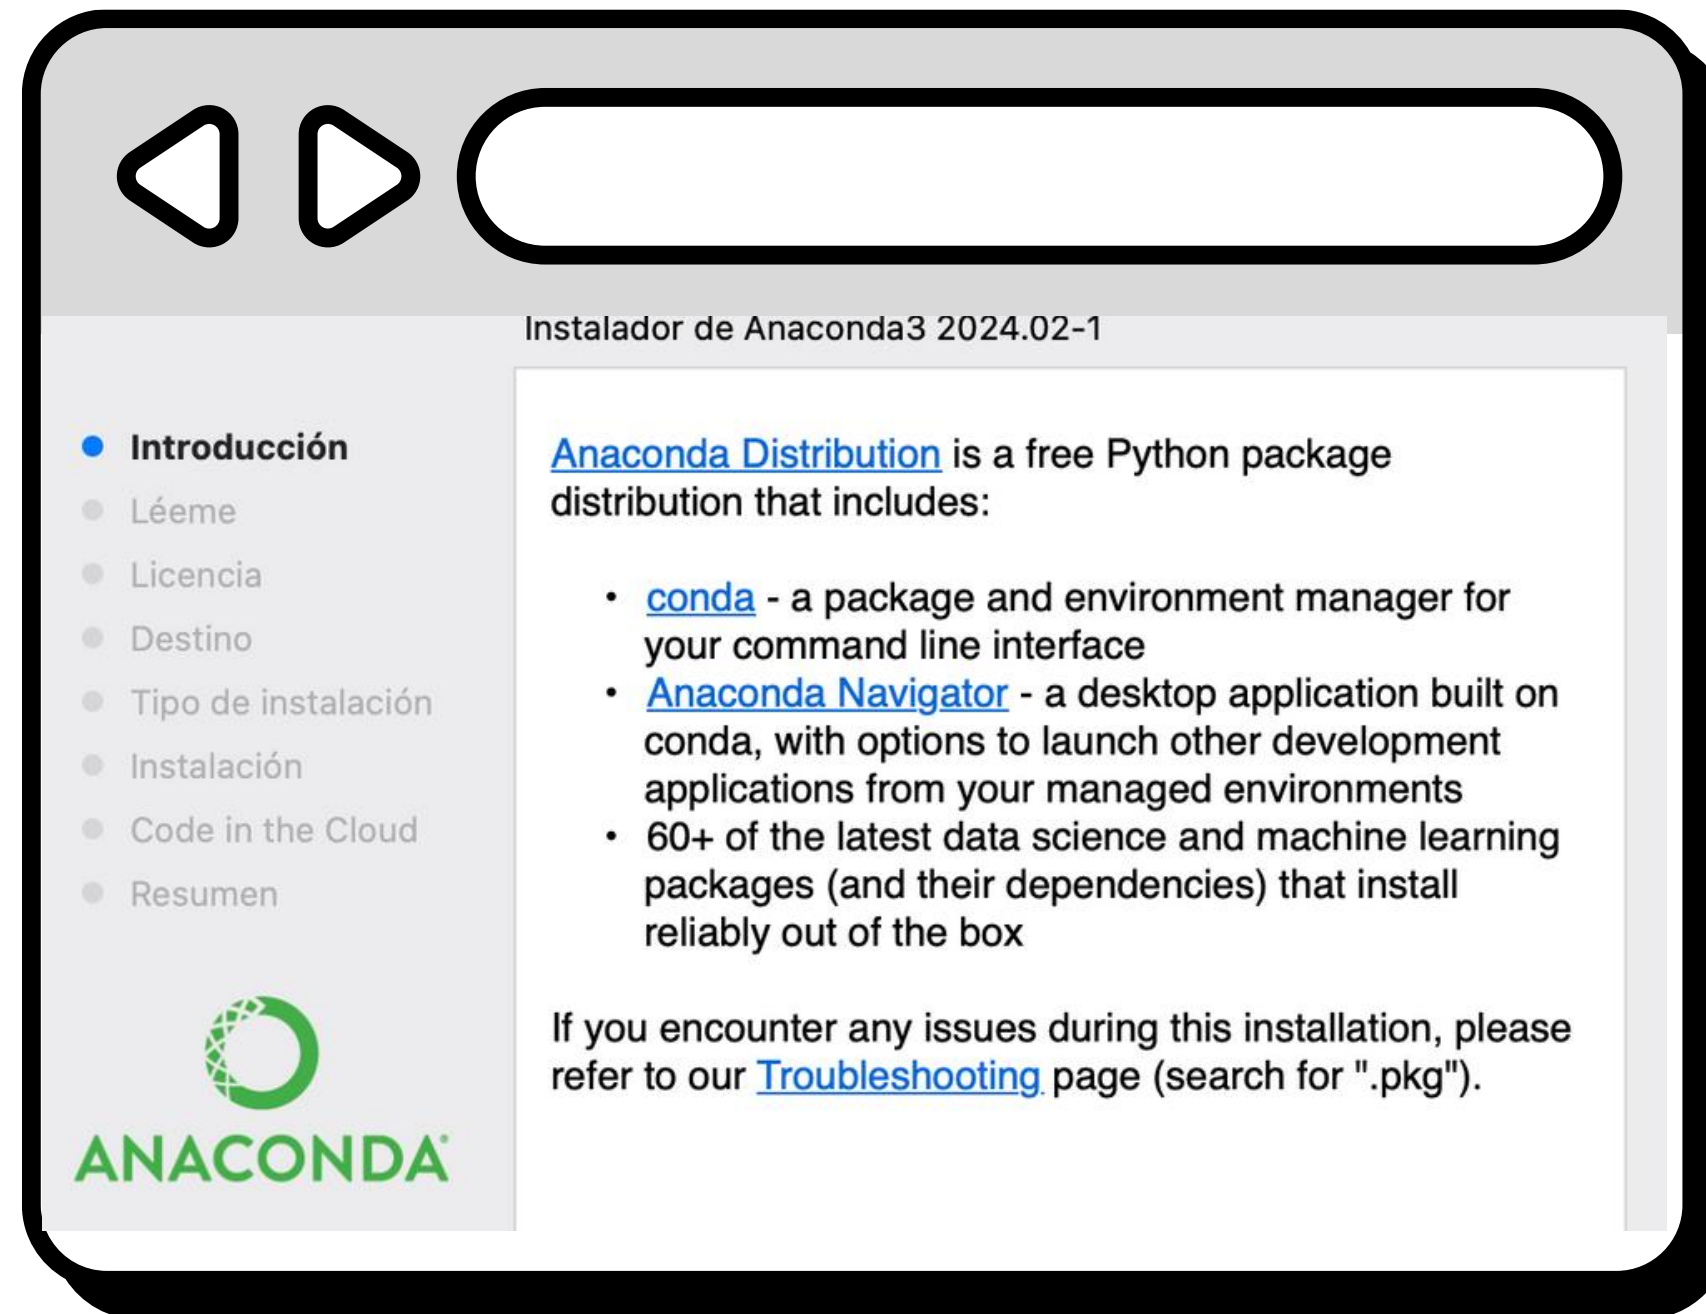 Instalador de Anaconda3 2024.02-1
Introducción
Léeme
Licencia
Destino
Tipo de instalación
Instalación
Code in the Cloud
Resumen
ANACONDA
Anaconda Distribution is a free Python package
distribution that includes:
• conda - a package and environment manager for
your command line interface
• Anaconda Navigator - a desktop application built on
conda, with options to launch other development
applications from your managed environments
• 60+ of the latest data science and machine learning
packages (and their dependencies) that install
reliably out of the box
If you encounter any issues during this installation, please
refer to our Troubleshooting page (search for ".pkg").